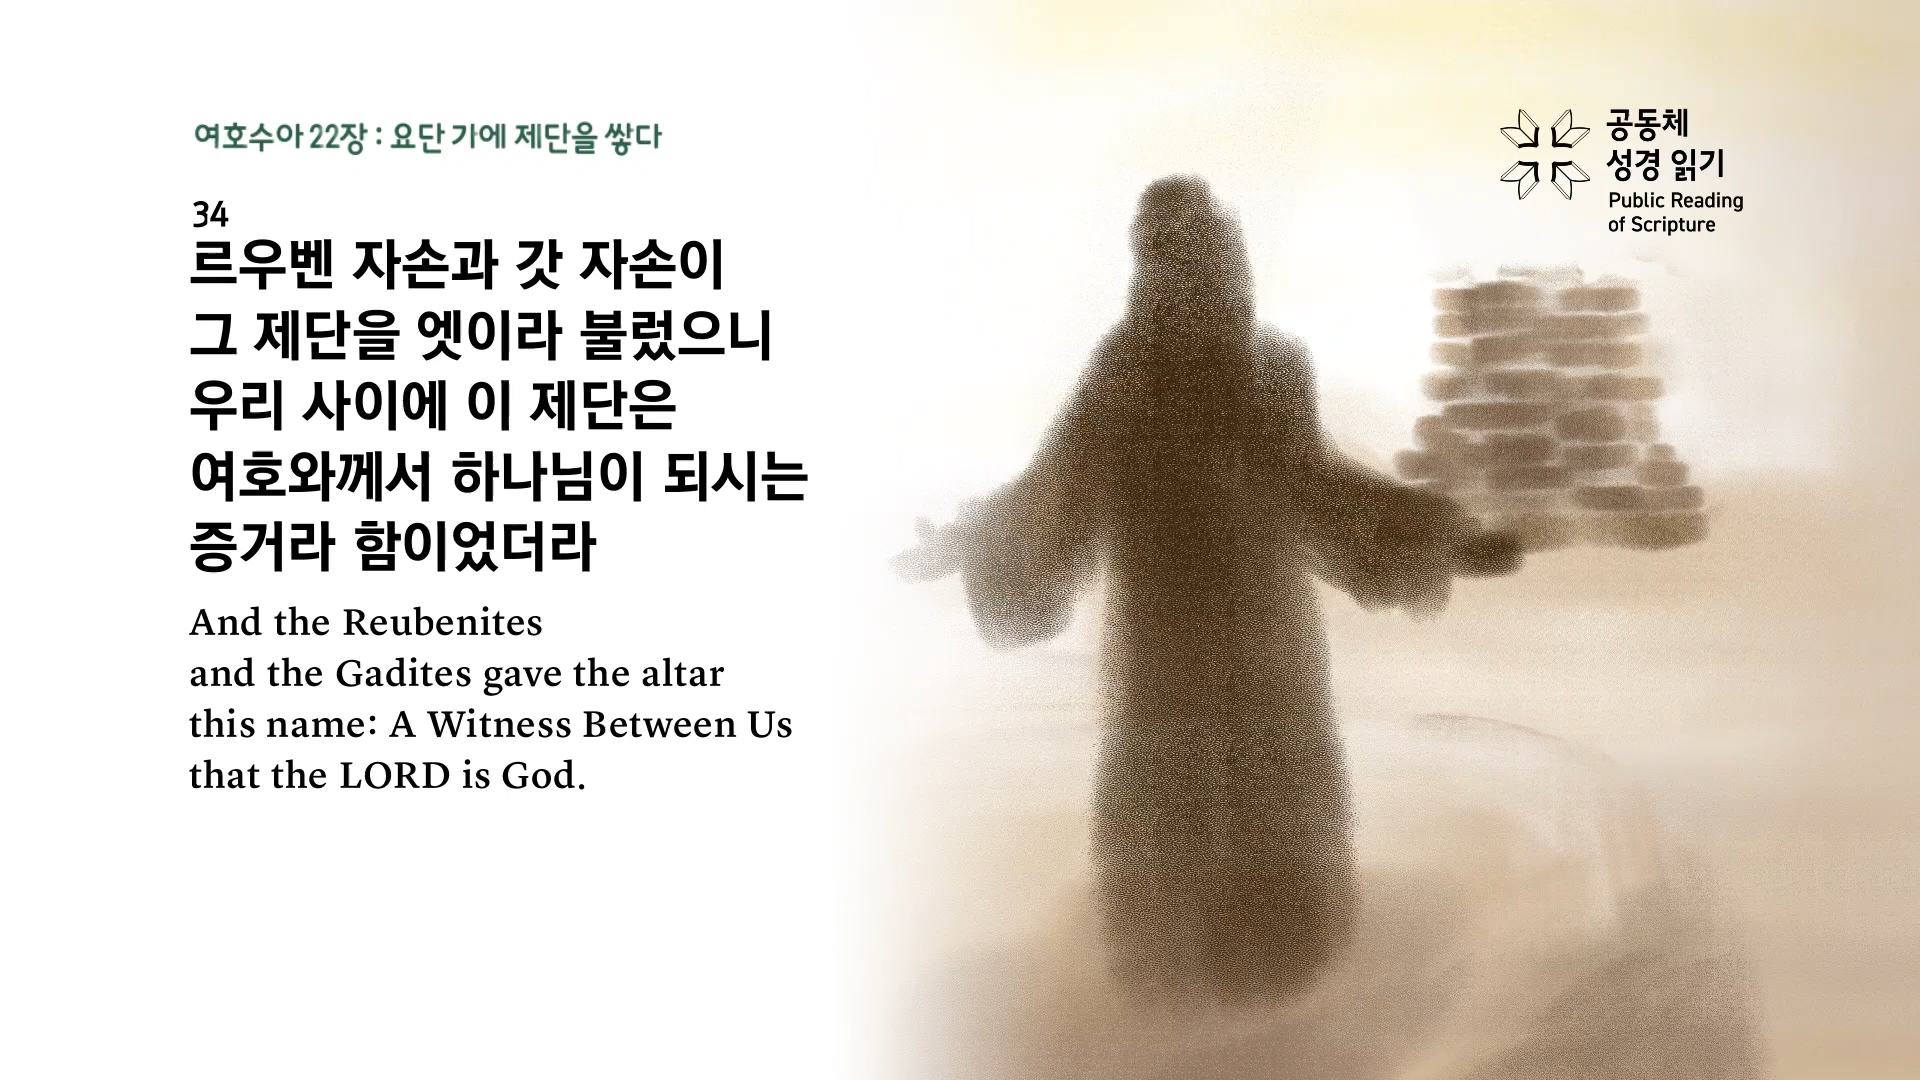 여호수아 22장 : 요단 가에 제단을 쌓다
34
르우벤 자손과 갓 자손이
그 제단을 엣이라 불렀으니
우리 사이에 이 제단은
여호와께서 하나님이 되시는
증거라 함이었더라
And the Reubenites
and the Gadites gave the altar
this name: A Witness Between Us
that the LORD is God.
공동체
성경 읽기
Public Reading
of Scripture